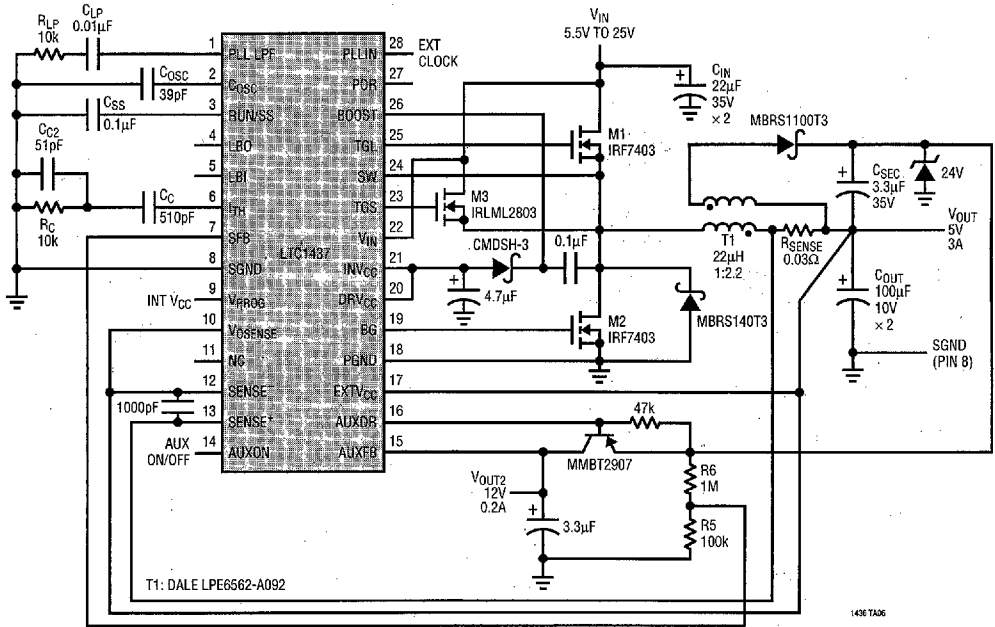 RLP
10k
CLP
0.01µF
COSC
39pF
CSS
0.1µF
CC2
51pF
RC
10k
CC
510pF
INT VCC
1000pF
AUX
ON/OFF
1
2
3
4
5
6
7
8
9
10
11
12
13
14
PLL LPF
COSC
RUN/SS
LBO
LBI
ITH
SFB
SGND
VPROG
VOSENSE
NC
SENSE−
SENSE+
AUXON
LTC1437
PLLIN
POR
BOOST
TGL
SW
TGS
VIN
INVCC
DRVCC
BG
PGND
EXTVCC
AUXDR
AUXFB
28
27
26
25
24
23
22
21
20
19
18
17
16
15
EXT
CLOCK
VIN
5.5V TO 25V
CIN
22µF
35V
× 2
M1
IRF7403
M3
IRLML2803
CMDSH-3
0.1µF
4.7µF
M2
IRF7403
MBRS140T3
MBRS1100T3
CSEC
3.3µF
35V
24V
T1
22µH
1:2.2
RSENSE
0.03Ω
VOUT
5V
3A
COUT
100µF
10V
× 2
SGND
(PIN 8)
47k
MMBT2907
VOUT2
12V
0.2A
3.3µF
R6
1M
R5
100k
T1: DALE LPE6562-A092
1436 TA06